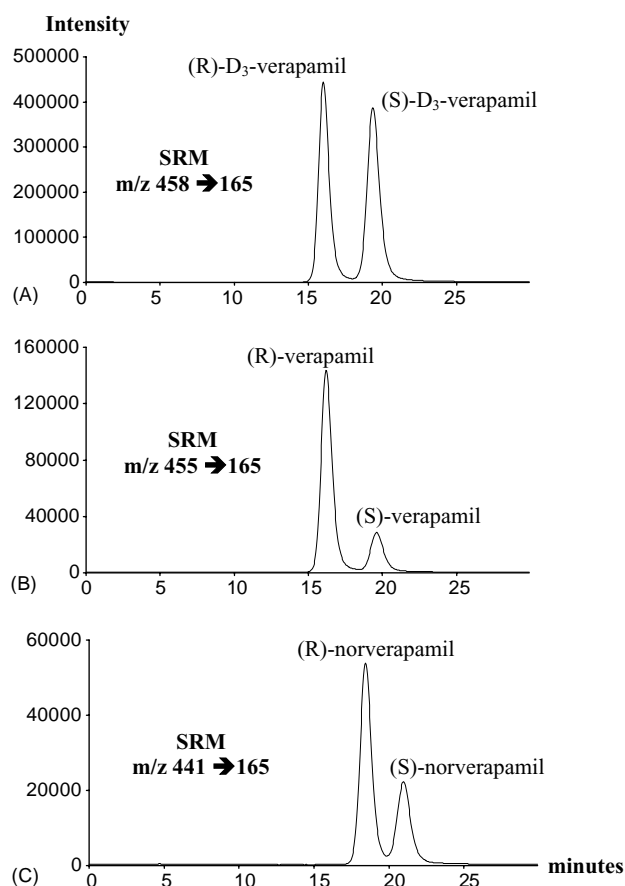 Intensity
500000
400000
300000
200000
100000
0
(R)-D₃-verapamil
(S)-D₃-verapamil
SRM
m/z 458 ➔165
(A)
0 5 10 15 20 25
160000
120000
80000
40000
0
(R)-verapamil
SRM
m/z 455 ➔165
(S)-verapamil
(B)
0 5 10 15 20 25
60000
40000
20000
0
(R)-norverapamil
SRM
m/z 441 ➔165
(S)-norverapamil
minutes
(C)
0 5 10 15 20 25